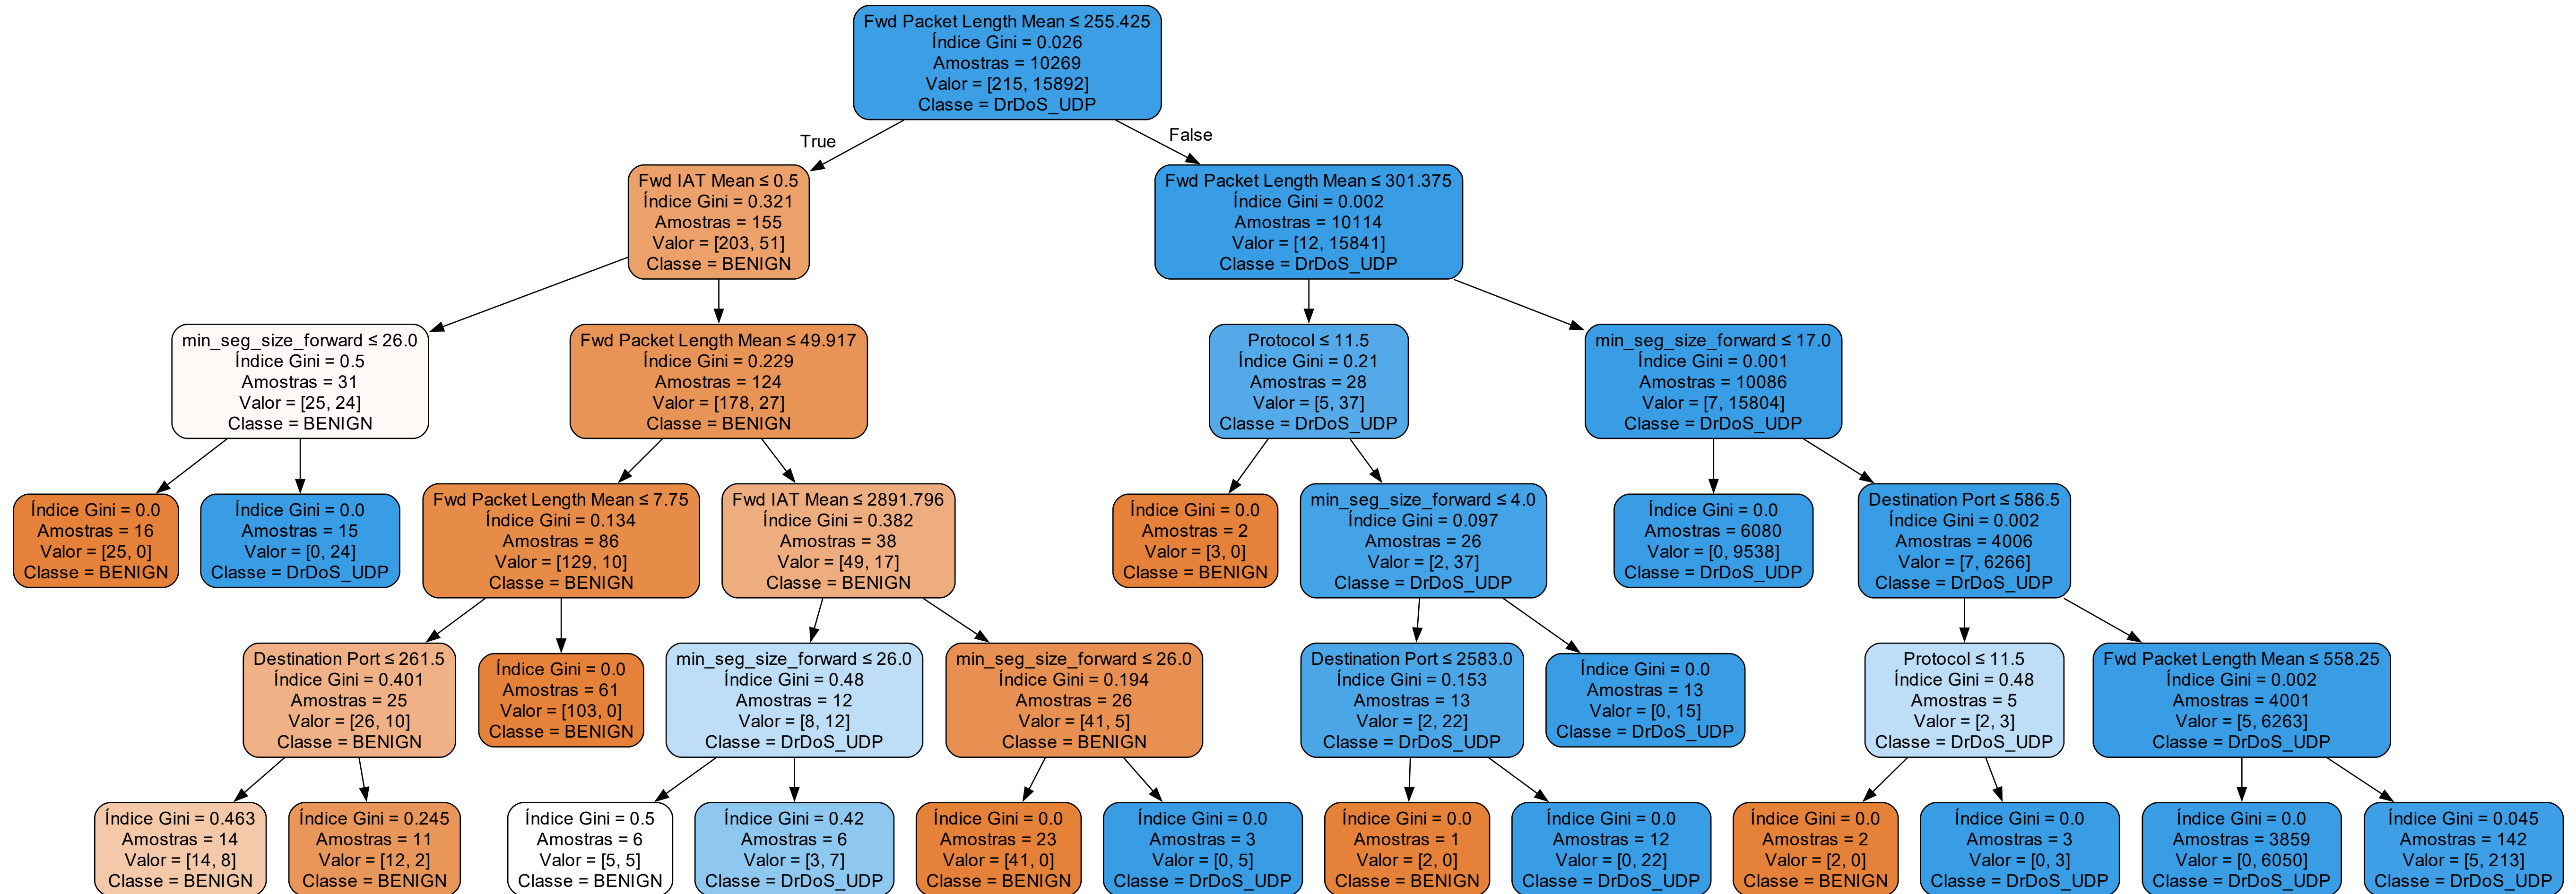 Fwd Packet Length Mean ≤ 255.425
Índice Gini = 0.026
Amostras = 10269
Valor = [215, 15892]
Classe = DrDoS_UDP
True
False
Fwd IAT Mean ≤ 0.5
Índice Gini = 0.321
Amostras = 155
Valor = [203, 51]
Classe = BENIGN
Fwd Packet Length Mean ≤ 301.375
Índice Gini = 0.002
Amostras = 10114
Valor = [12, 15841]
Classe = DrDoS_UDP
min_seg_size_forward ≤ 26.0
Índice Gini = 0.5
Amostras = 31
Valor = [25, 24]
Classe = BENIGN
Fwd Packet Length Mean ≤ 49.917
Índice Gini = 0.229
Amostras = 124
Valor = [178, 27]
Classe = BENIGN
Protocol ≤ 11.5
Índice Gini = 0.21
Amostras = 28
Valor = [5, 37]
Classe = DrDoS_UDP
min_seg_size_forward ≤ 17.0
Índice Gini = 0.001
Amostras = 10086
Valor = [7, 15804]
Classe = DrDoS_UDP
Índice Gini = 0.0
Amostras = 16
Valor = [25, 0]
Classe = BENIGN
Índice Gini = 0.0
Amostras = 15
Valor = [0, 24]
Classe = DrDoS_UDP
Fwd Packet Length Mean ≤ 7.75
Índice Gini = 0.134
Amostras = 86
Valor = [129, 10]
Classe = BENIGN
Fwd IAT Mean ≤ 2891.796
Índice Gini = 0.382
Amostras = 38
Valor = [49, 17]
Classe = BENIGN
Índice Gini = 0.0
Amostras = 2
Valor = [3, 0]
Classe = BENIGN
min_seg_size_forward ≤ 4.0
Índice Gini = 0.097
Amostras = 26
Valor = [2, 37]
Classe = DrDoS_UDP
Índice Gini = 0.0
Amostras = 6080
Valor = [0, 9538]
Classe = DrDoS_UDP
Destination Port ≤ 586.5
Índice Gini = 0.002
Amostras = 4006
Valor = [7, 6266]
Classe = DrDoS_UDP
Destination Port ≤ 261.5
Índice Gini = 0.401
Amostras = 25
Valor = [26, 10]
Classe = BENIGN
Índice Gini = 0.0
Amostras = 61
Valor = [103, 0]
Classe = BENIGN
min_seg_size_forward ≤ 26.0
Índice Gini = 0.48
Amostras = 12
Valor = [8, 12]
Classe = DrDoS_UDP
min_seg_size_forward ≤ 26.0
Índice Gini = 0.194
Amostras = 26
Valor = [41, 5]
Classe = BENIGN
Destination Port ≤ 2583.0
Índice Gini = 0.153
Amostras = 13
Valor = [2, 22]
Classe = DrDoS_UDP
Índice Gini = 0.0
Amostras = 13
Valor = [0, 15]
Classe = DrDoS_UDP
Protocol ≤ 11.5
Índice Gini = 0.48
Amostras = 5
Valor = [2, 3]
Classe = DrDoS_UDP
Fwd Packet Length Mean ≤ 558.25
Índice Gini = 0.002
Amostras = 4001
Valor = [5, 6263]
Classe = DrDoS_UDP
Índice Gini = 0.463
Amostras = 14
Valor = [14, 8]
Classe = BENIGN
Índice Gini = 0.245
Amostras = 11
Valor = [12, 2]
Classe = BENIGN
Índice Gini = 0.5
Amostras = 6
Valor = [5, 5]
Classe = BENIGN
Índice Gini = 0.42
Amostras = 6
Valor = [3, 7]
Classe = DrDoS_UDP
Índice Gini = 0.0
Amostras = 23
Valor = [41, 0]
Classe = BENIGN
Índice Gini = 0.0
Amostras = 3
Valor = [0, 5]
Classe = DrDoS_UDP
Índice Gini = 0.0
Amostras = 1
Valor = [2, 0]
Classe = BENIGN
Índice Gini = 0.0
Amostras = 12
Valor = [0, 22]
Classe = DrDoS_UDP
Índice Gini = 0.0
Amostras = 2
Valor = [2, 0]
Classe = BENIGN
Índice Gini = 0.0
Amostras = 3
Valor = [0, 3]
Classe = DrDoS_UDP
Índice Gini = 0.0
Amostras = 3859
Valor = [0, 6050]
Classe = DrDoS_UDP
Índice Gini = 0.045
Amostras = 142
Valor = [5, 213]
Classe = DrDoS_UDP